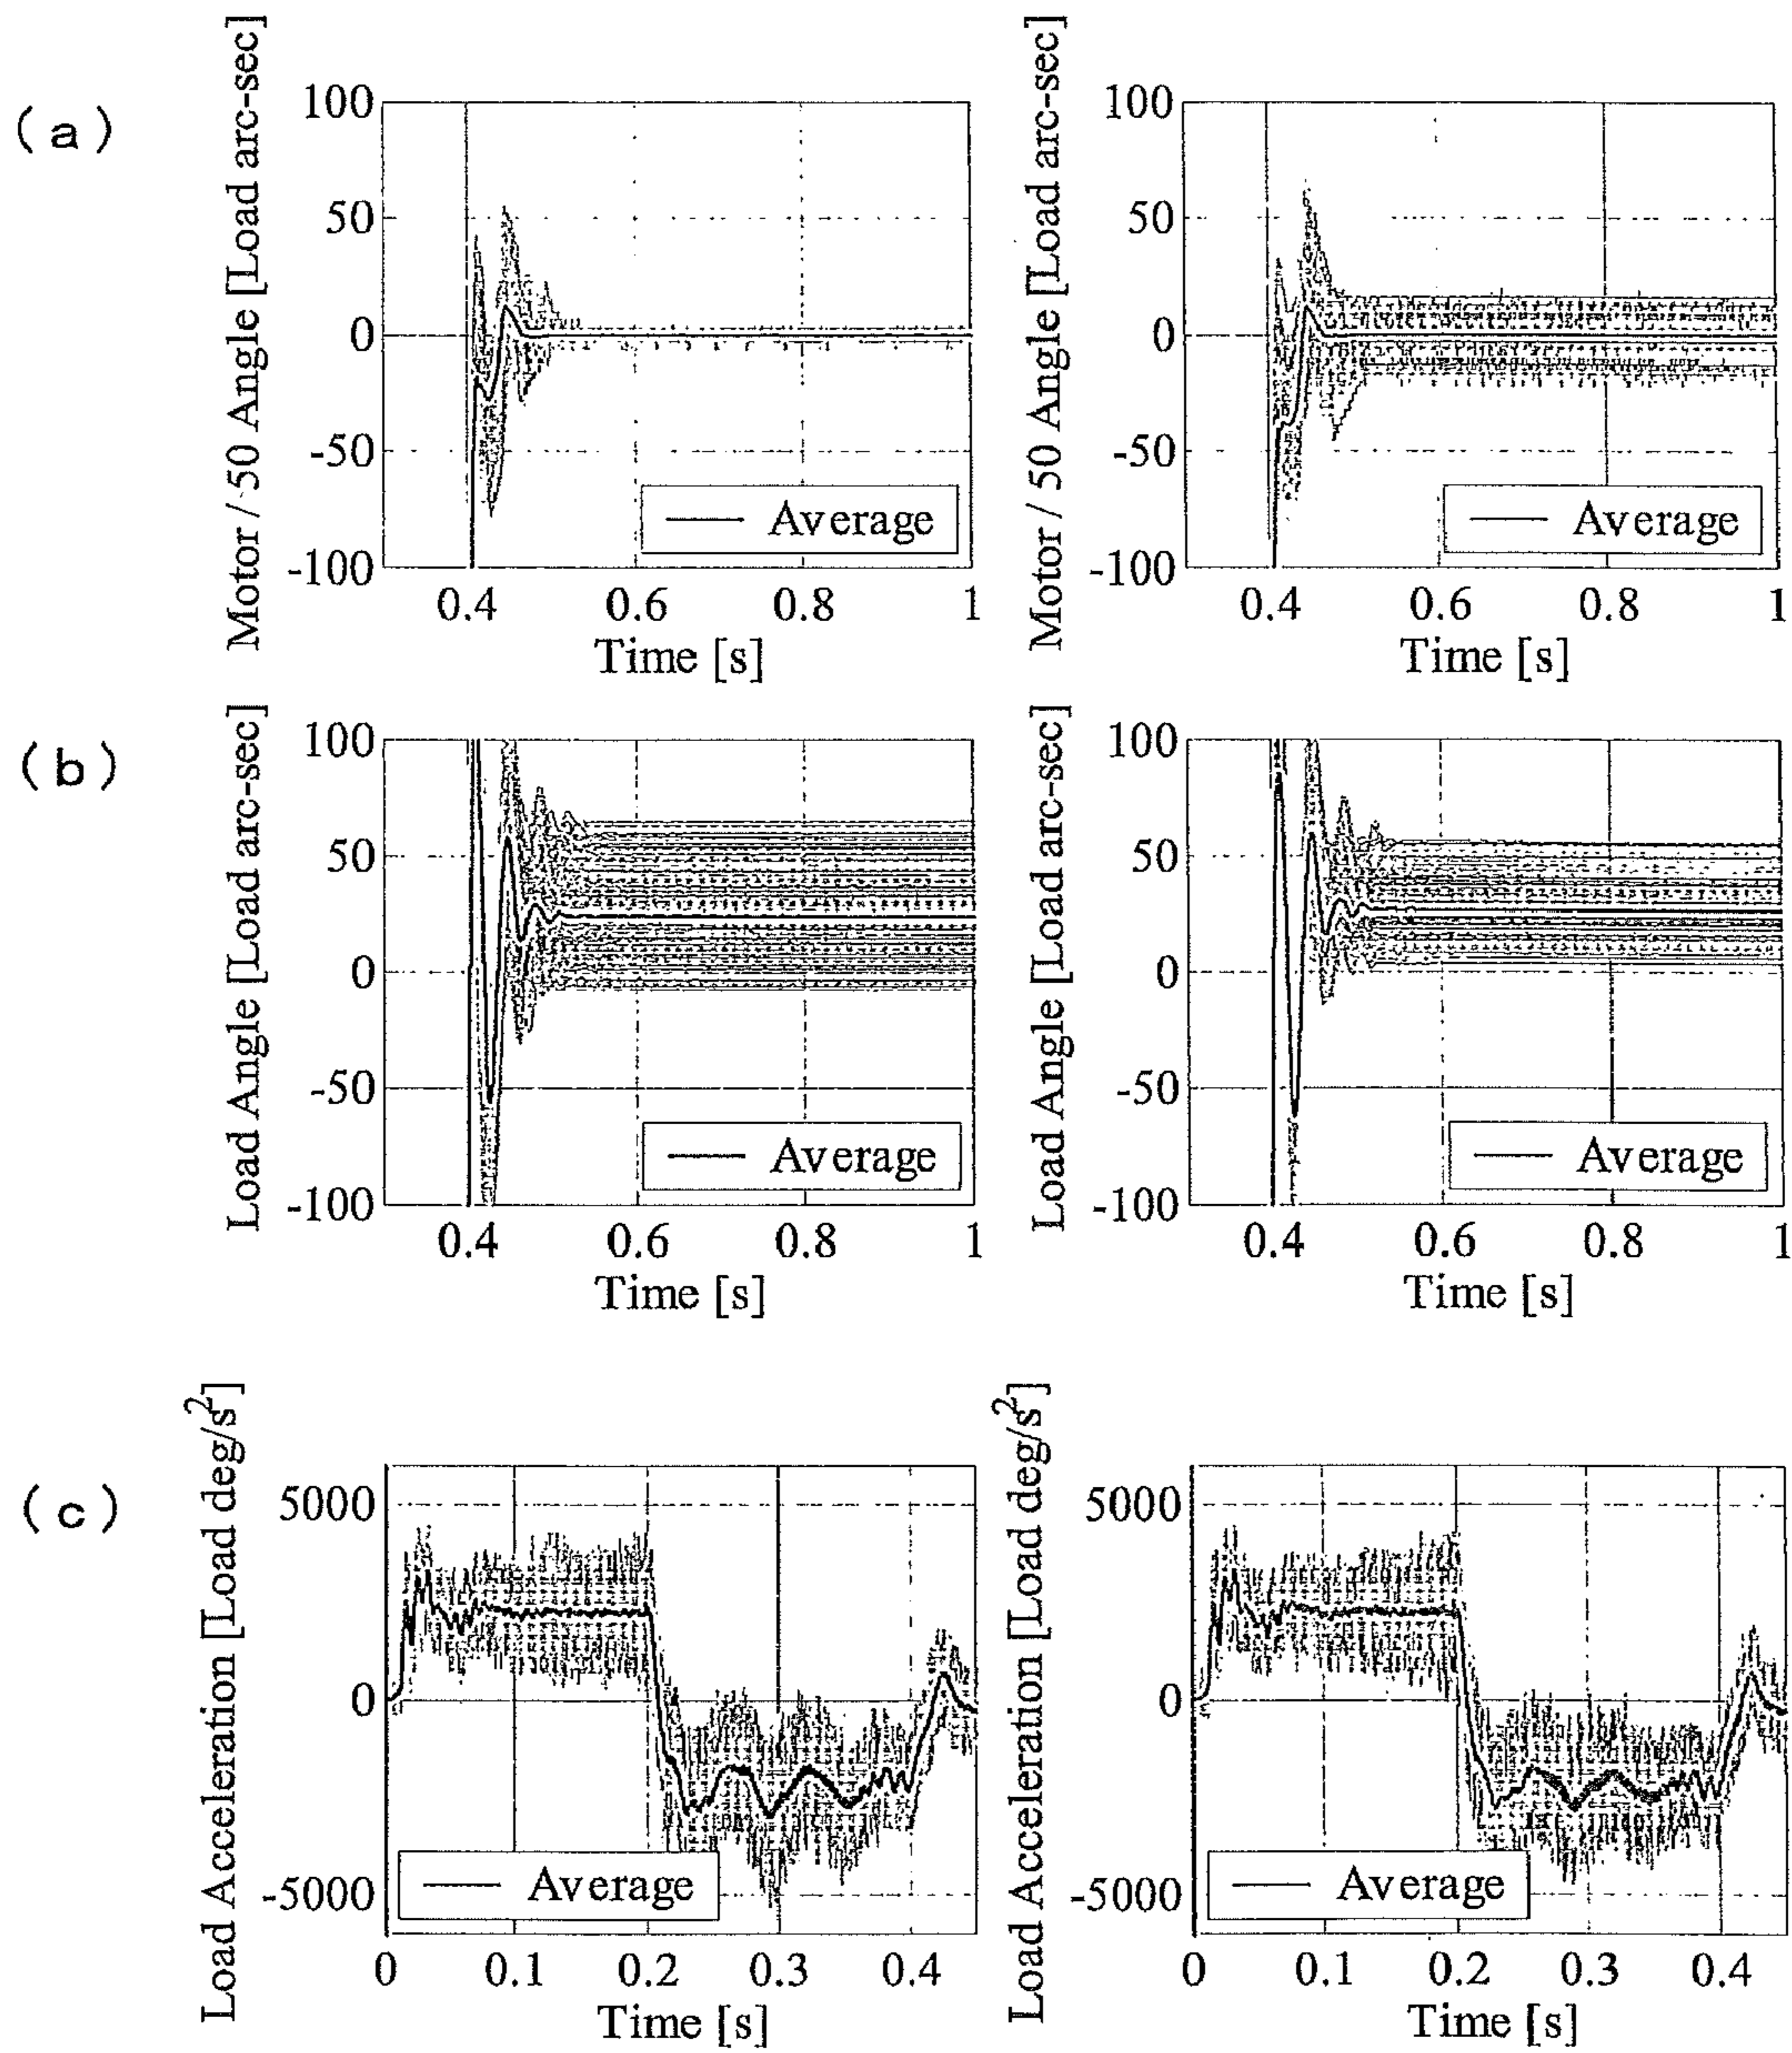 (a)
Motor / 50 Angle [Load arc-sec]
100
50
0
-50
-100
Average
0.4
0.6
0.8
1
Time [s]
Motor / 50 Angle [Load arc-sec]
100
50
0
-50
-100
Average
0.4
0.6
0.8
1
Time [s]
(b)
Load Angle [Load arc-sec]
100
50
0
-50
-100
Average
0.4
0.6
0.8
1
Time [s]
Load Angle [Load arc-sec]
100
50
0
-50
-100
Average
0.4
0.6
0.8
1
Time [s]
(c)
Load Acceleration [Load deg/s²]
5000
0
-5000
Average
0
0.1
0.2
0.3
0.4
Time [s]
Load Acceleration [Load deg/s²]
5000
0
-5000
Average
0
0.1
0.2
0.3
0.4
Time [s]